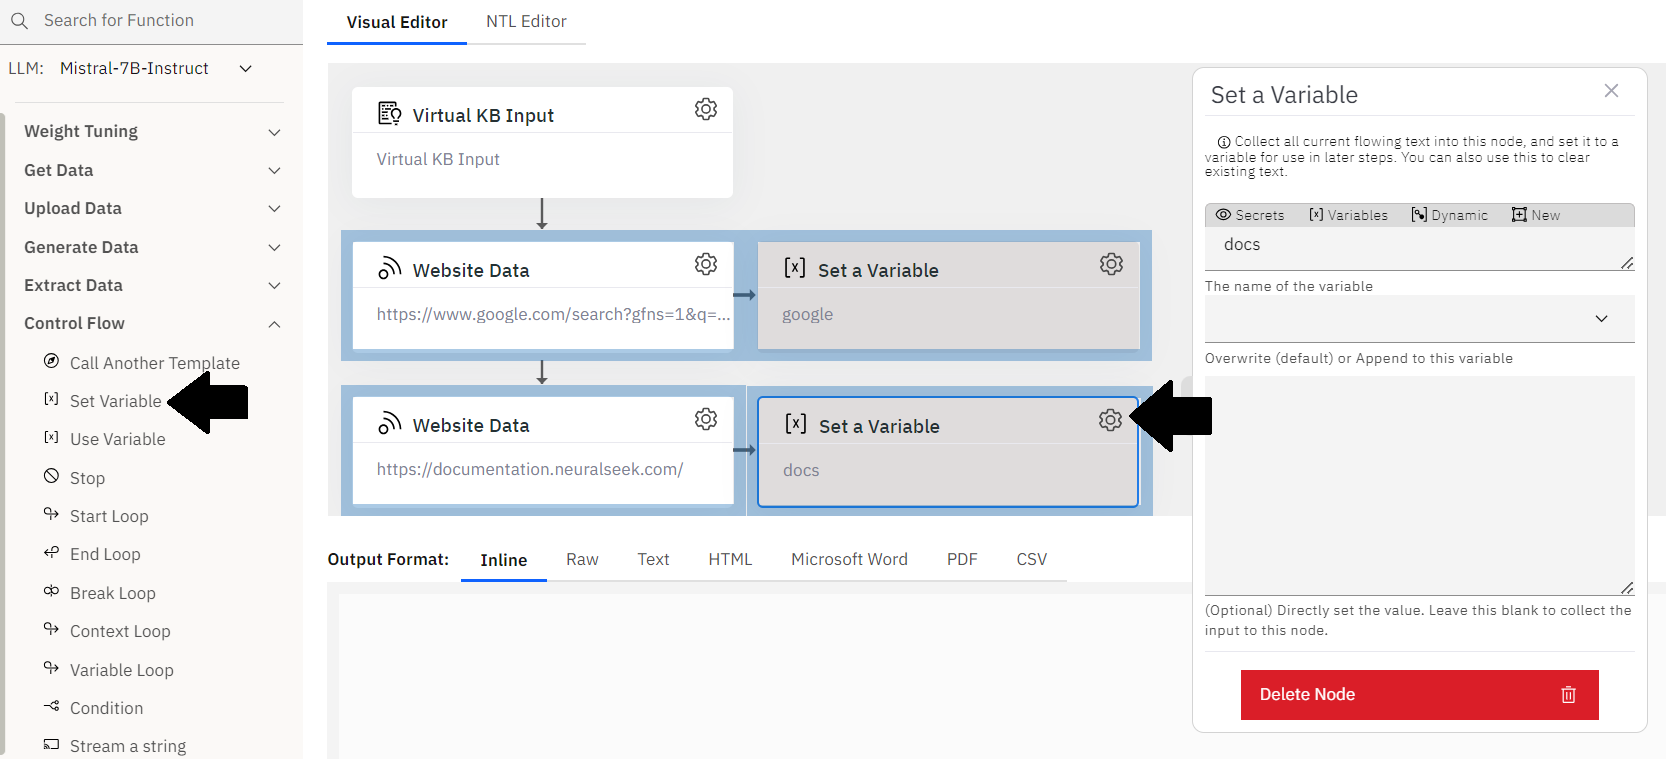 Search for Function
LLM: Mistral-7B-Instruct
Weight Tuning
Get Data
Upload Data
Generate Data
Extract Data
Control Flow
Call Another Template
Set Variable
Use Variable
Stop
Start Loop
End Loop
Break Loop
Context Loop
Variable Loop
Condition
Stream a string
Visual Editor NTL Editor
Virtual KB Input
Virtual KB Input
Website Data
https://www.google.com/search?gfns=1&q=...
[x] Set a Variable
google
Website Data
https://documentation.neuralseek.com/
[x] Set a Variable
docs
Output Format: Inline Raw Text HTML Microsoft Word PDF CSV
Set a Variable
Collect all current flowing text into this node, and set it to a
variable for use in later steps. You can also use this to clear
existing text.
Secrets [x] Variables Dynamic New
docs
The name of the variable
Overwrite (default) or Append to this variable
(Optional) Directly set the value. Leave this blank to collect the
input to this node.
Delete Node